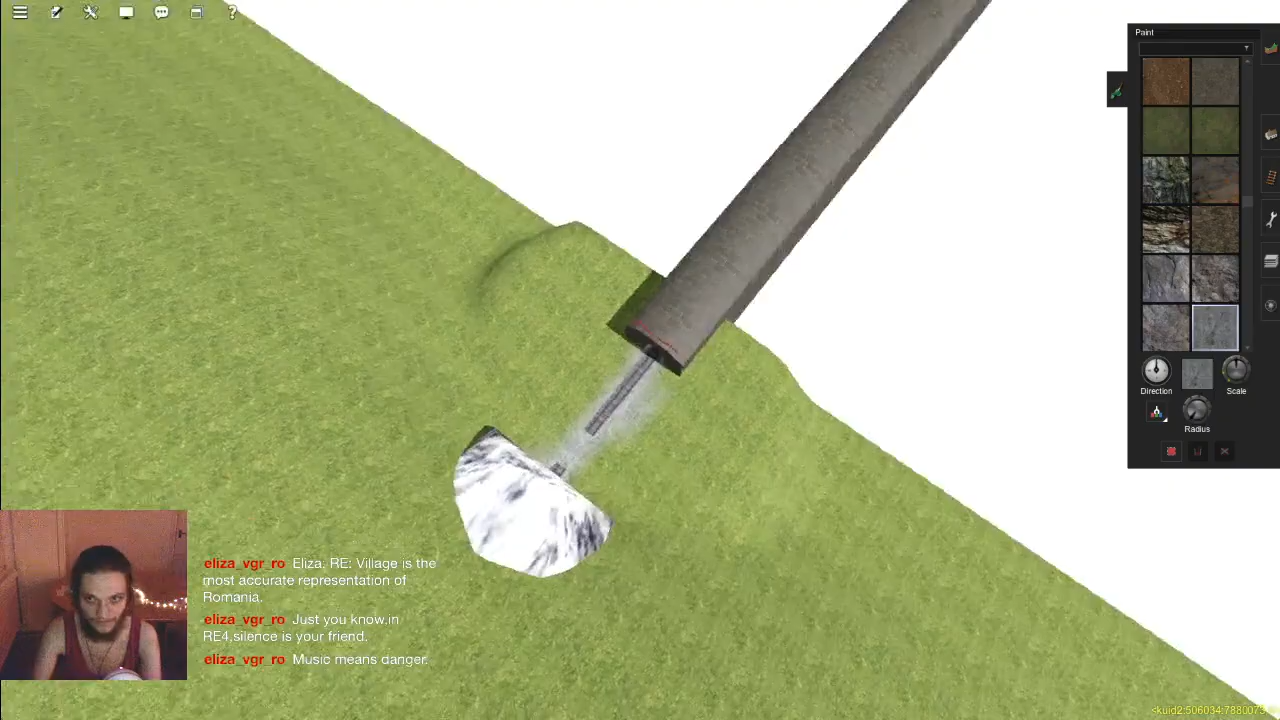 Paint
Direction
Scale
Radius
eliza_vgr_ro Eliza. RE: Village is the
most accurate representation of
Romania.
eliza_vgr_ro Just you know.in
RE4,silence is your friend.
eliza_vgr_ro Music means danger.